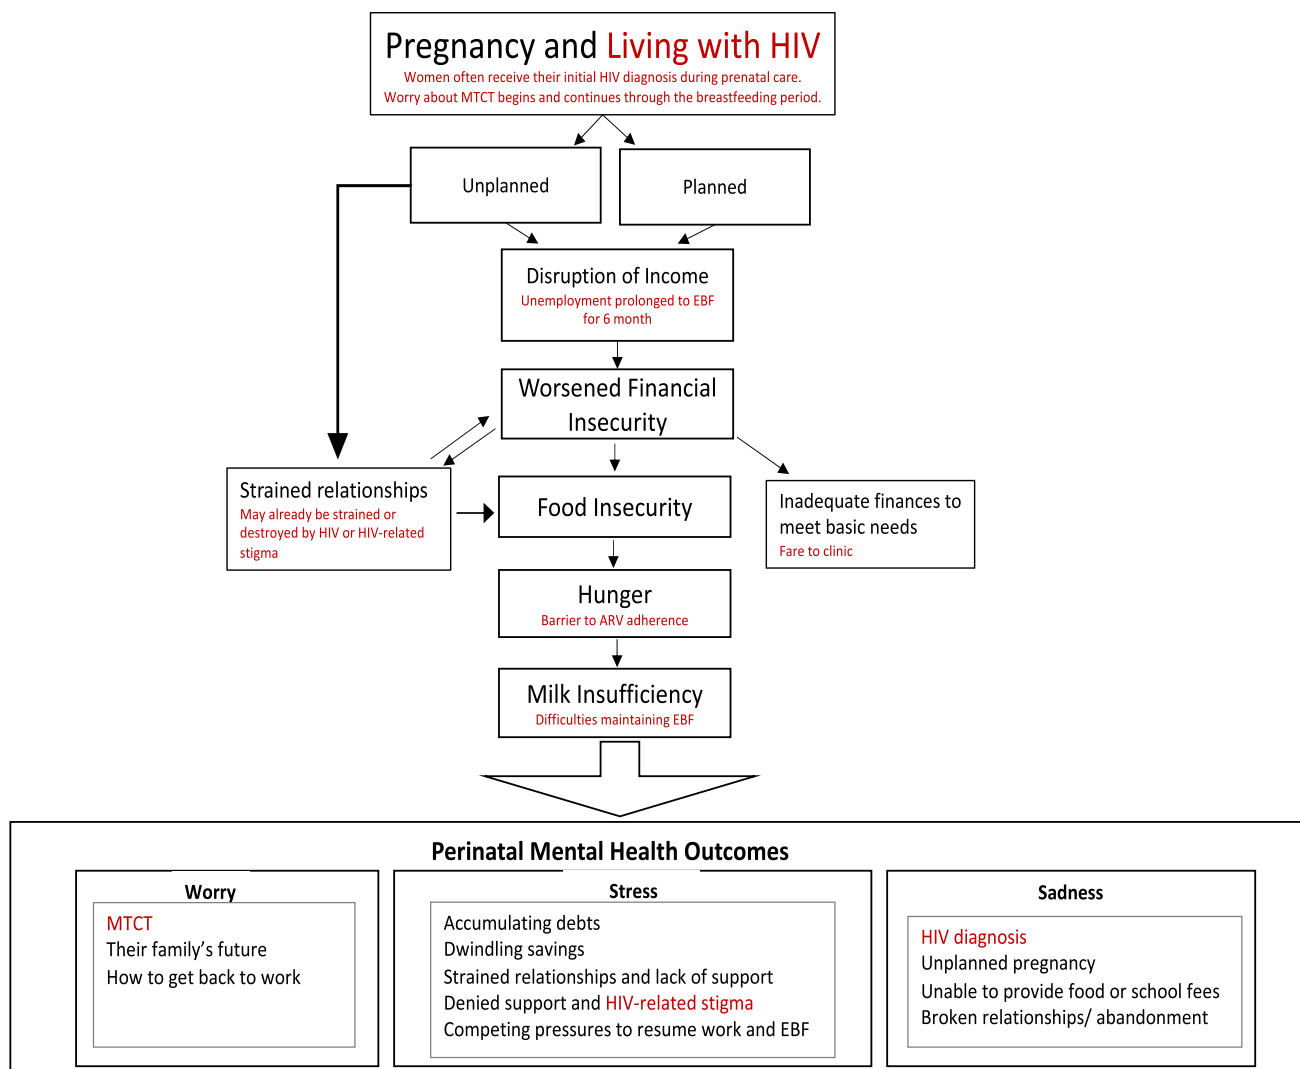 Pregnancy and Living with HIV
Women often receive their initial HIV diagnosis during prenatal care.
Worry about MTCT begins and continues through the breastfeeding period.
Unplanned
Planned
Disruption of Income
Unemployment prolonged to EBF
for 6 month
Worsened Financial
Insecurity
Strained relationships
May already be strained or
destroyed by HIV or HIV-related
stigma
Food Insecurity
Inadequate finances to
meet basic needs
Fare to clinic
Hunger
Barrier to ARV adherence
Milk Insufficiency
Difficulties maintaining EBF
Perinatal Mental Health Outcomes
Worry
MTCT
Their family’s future
How to get back to work
Stress
Accumulating debts
Dwindling savings
Strained relationships and lack of support
Denied support and HIV-related stigma
Competing pressures to resume work and EBF
Sadness
HIV diagnosis
Unplanned pregnancy
Unable to provide food or school fees
Broken relationships/ abandonment